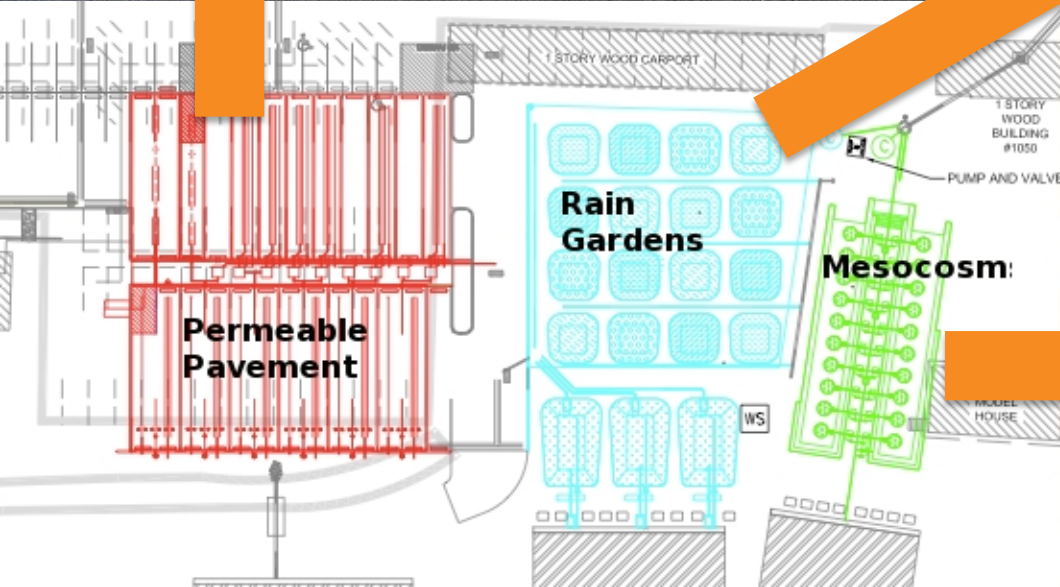 1 STORY WOOD CARPORT
1 STORY
WOOD
BUILDING
#1050
C
PUMP AND VALVE
Rain
Gardens
Mesocosms
Permeable
Pavement
MODEL
HOUSE
WS